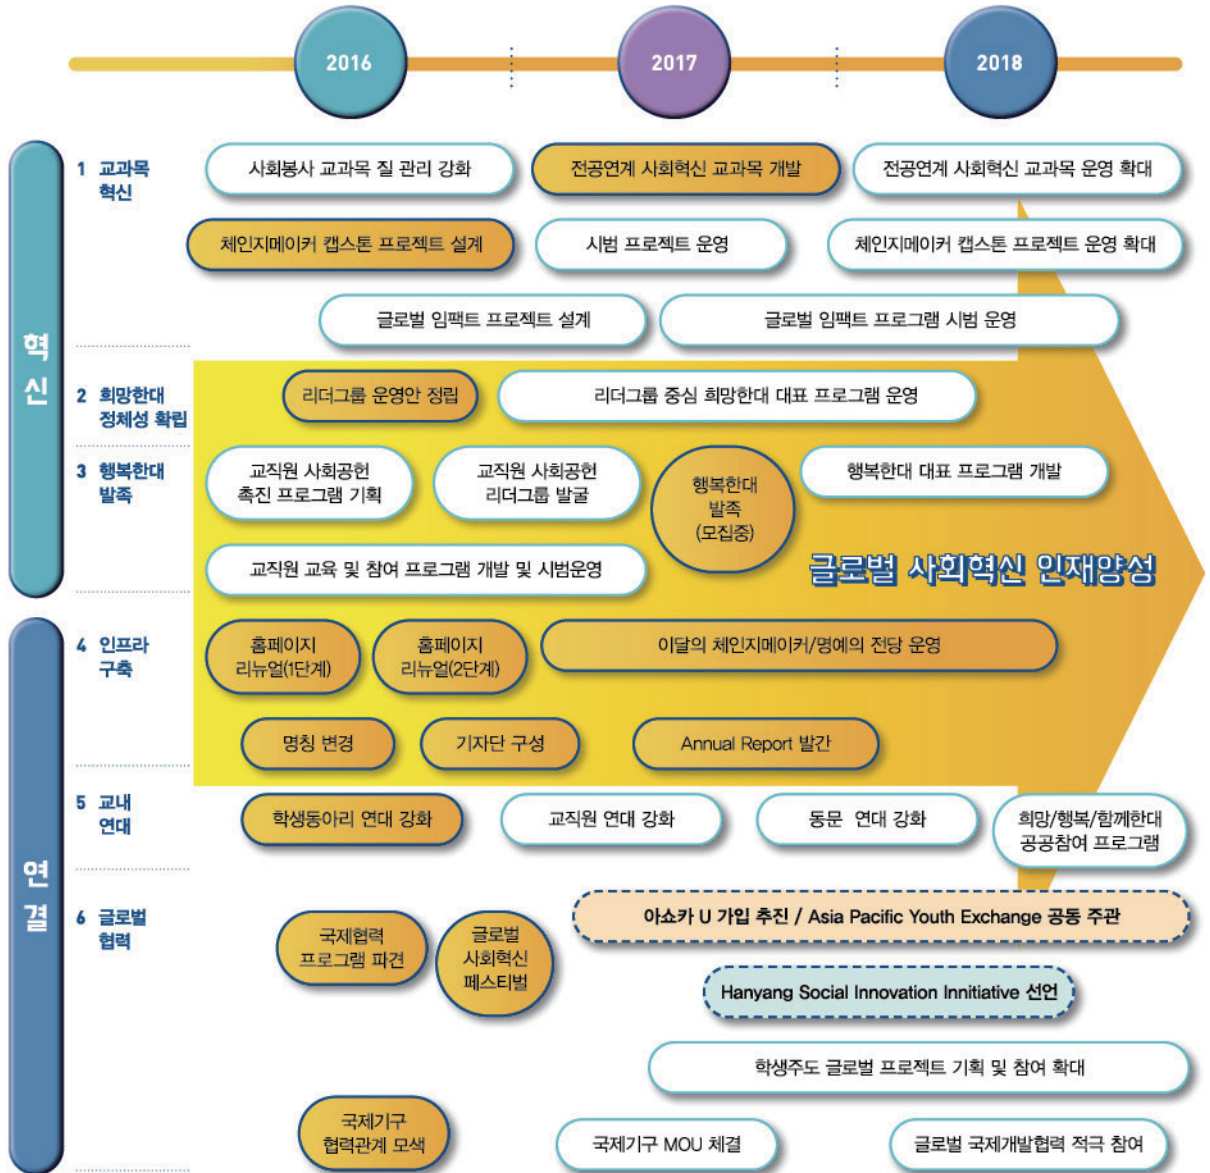 2016
2017
2018
혁신
1 교과목
혁신
사회봉사 교과목 질 관리 강화
전공연계 사회혁신 교과목 개발
전공연계 사회혁신 교과목 운영 확대
체인지메이커 캡스톤 프로젝트 설계
시범 프로젝트 운영
체인지메이커 캡스톤 프로젝트 운영 확대
글로벌 임팩트 프로젝트 설계
글로벌 임팩트 프로그램 시범 운영
2 희망한대
정체성 확립
리더그룹 운영안 정립
리더그룹 중심 희망한대 대표 프로그램 운영
3 행복한대
발족
교직원 사회공헌
촉진 프로그램 기획
교직원 사회공헌
리더그룹 발굴
행복한대
발족
(모집중)
행복한대 대표 프로그램 개발
교직원 교육 및 참여 프로그램 개발 및 시범운영
글로벌 사회혁신 인재양성
연결
4 인프라
구축
홈페이지
리뉴얼(1단계)
홈페이지
리뉴얼(2단계)
이달의 체인지메이커/명예의 전당 운영
명칭 변경
기자단 구성
Annual Report 발간
5 교내
연대
학생동아리 연대 강화
교직원 연대 강화
동문 연대 강화
희망/행복/함께한대
공공참여 프로그램
6 글로벌
협력
국제협력
프로그램 파견
글로벌
사회혁신
페스티벌
아쇼카 U 가입 추진 / Asia Pacific Youth Exchange 공동 주관
Hanyang Social Innovation Innitiative 선언
학생주도 글로벌 프로젝트 기획 및 참여 확대
국제기구
협력관계 모색
국제기구 MOU 체결
글로벌 국제개발협력 적극 참여